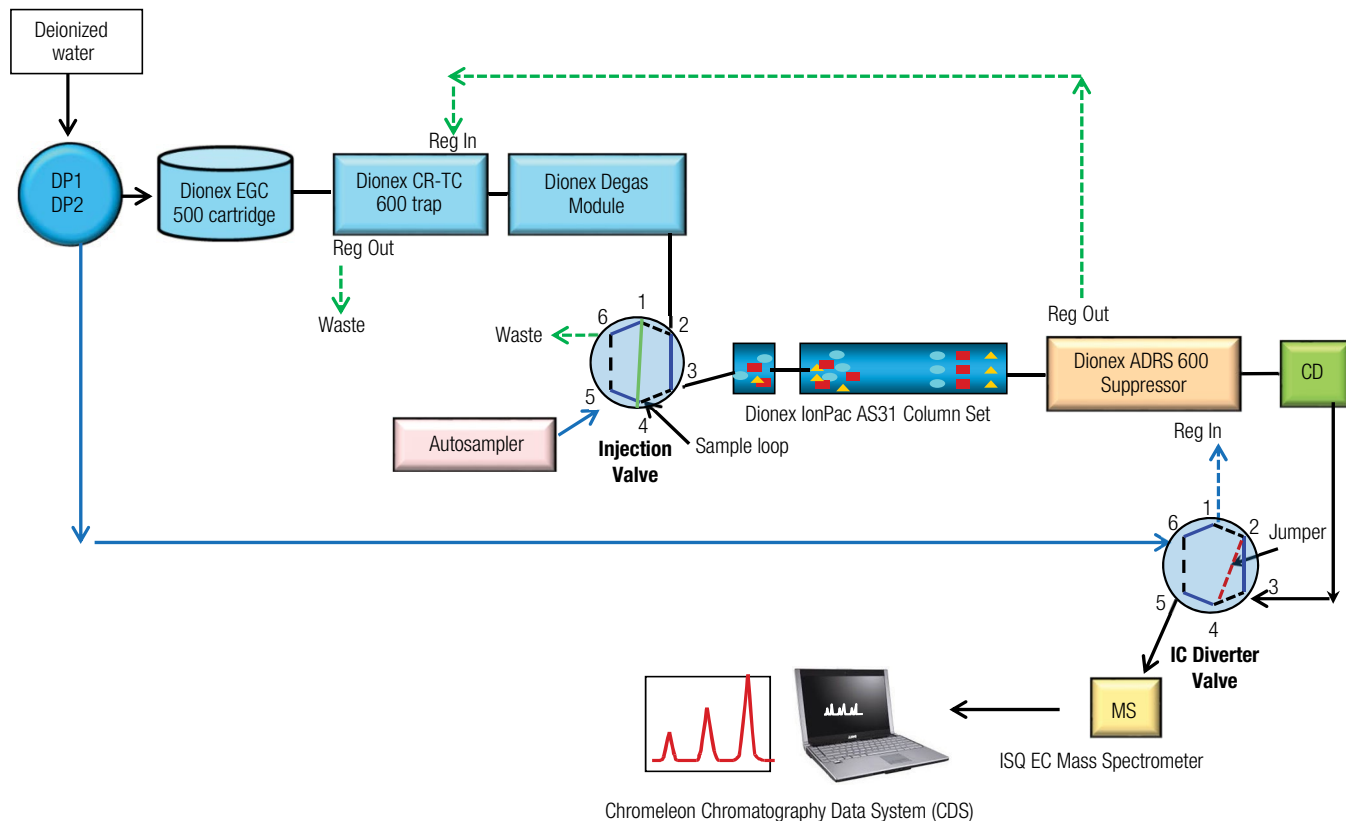 Deionized
water
DP1
DP2
Dionex EGC
500 cartridge
Reg In
Dionex CR-TC
600 trap
Reg Out
Waste
Dionex Degas
Module
Waste
1
2
3
4
5
6
Autosampler
Injection
Valve
Sample loop
Dionex IonPac AS31 Column Set
Reg Out
Dionex ADRS 600
Suppressor
Reg In
CD
1
2
3
4
5
6
Jumper
IC Diverter
Valve
MS
ISQ EC Mass Spectrometer
Chromeleon Chromatography Data System (CDS)